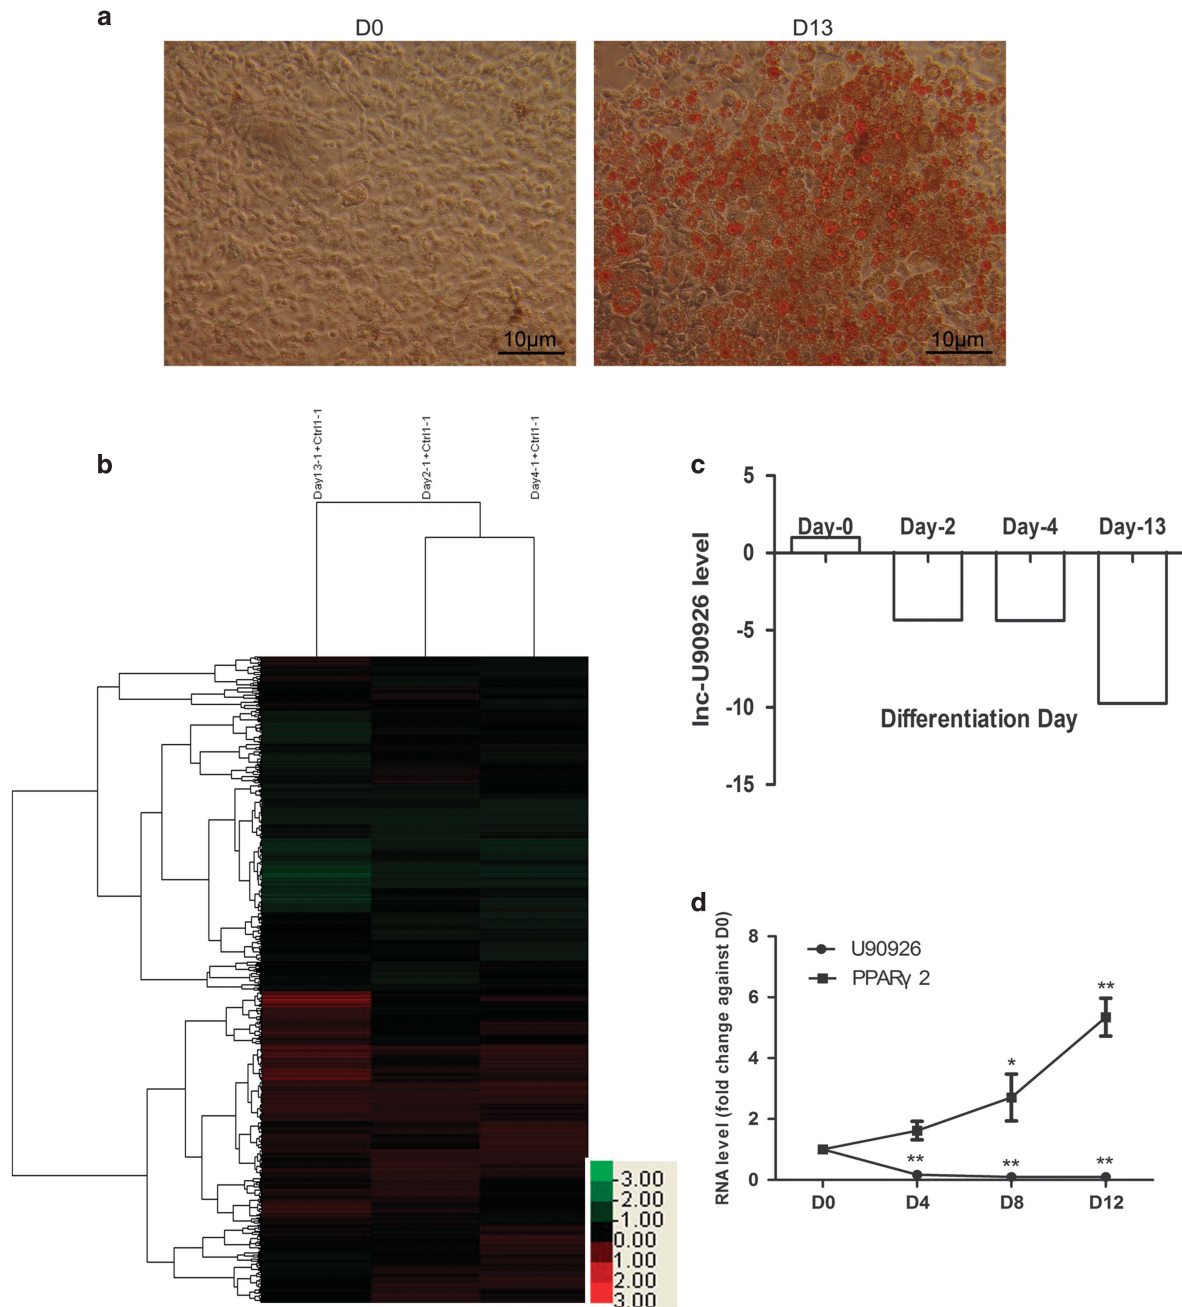 a
D0
D13
10µm
10µm
b
Day13-1+Ctrl1-1
Day2-1+Ctrl1-1
Day4-1+Ctrl1-1
-3.00
-2.00
-1.00
0.00
1.00
2.00
3.00
c
lnc-U90926 level
5
0
-5
-10
-15
Day-0
Day-2
Day-4
Day-13
Differentiation Day
d
RNA level (fold change against D0)
8
6
4
2
0
U90926
PPARγ 2
**
*
**
**
**
D0
D4
D8
D12